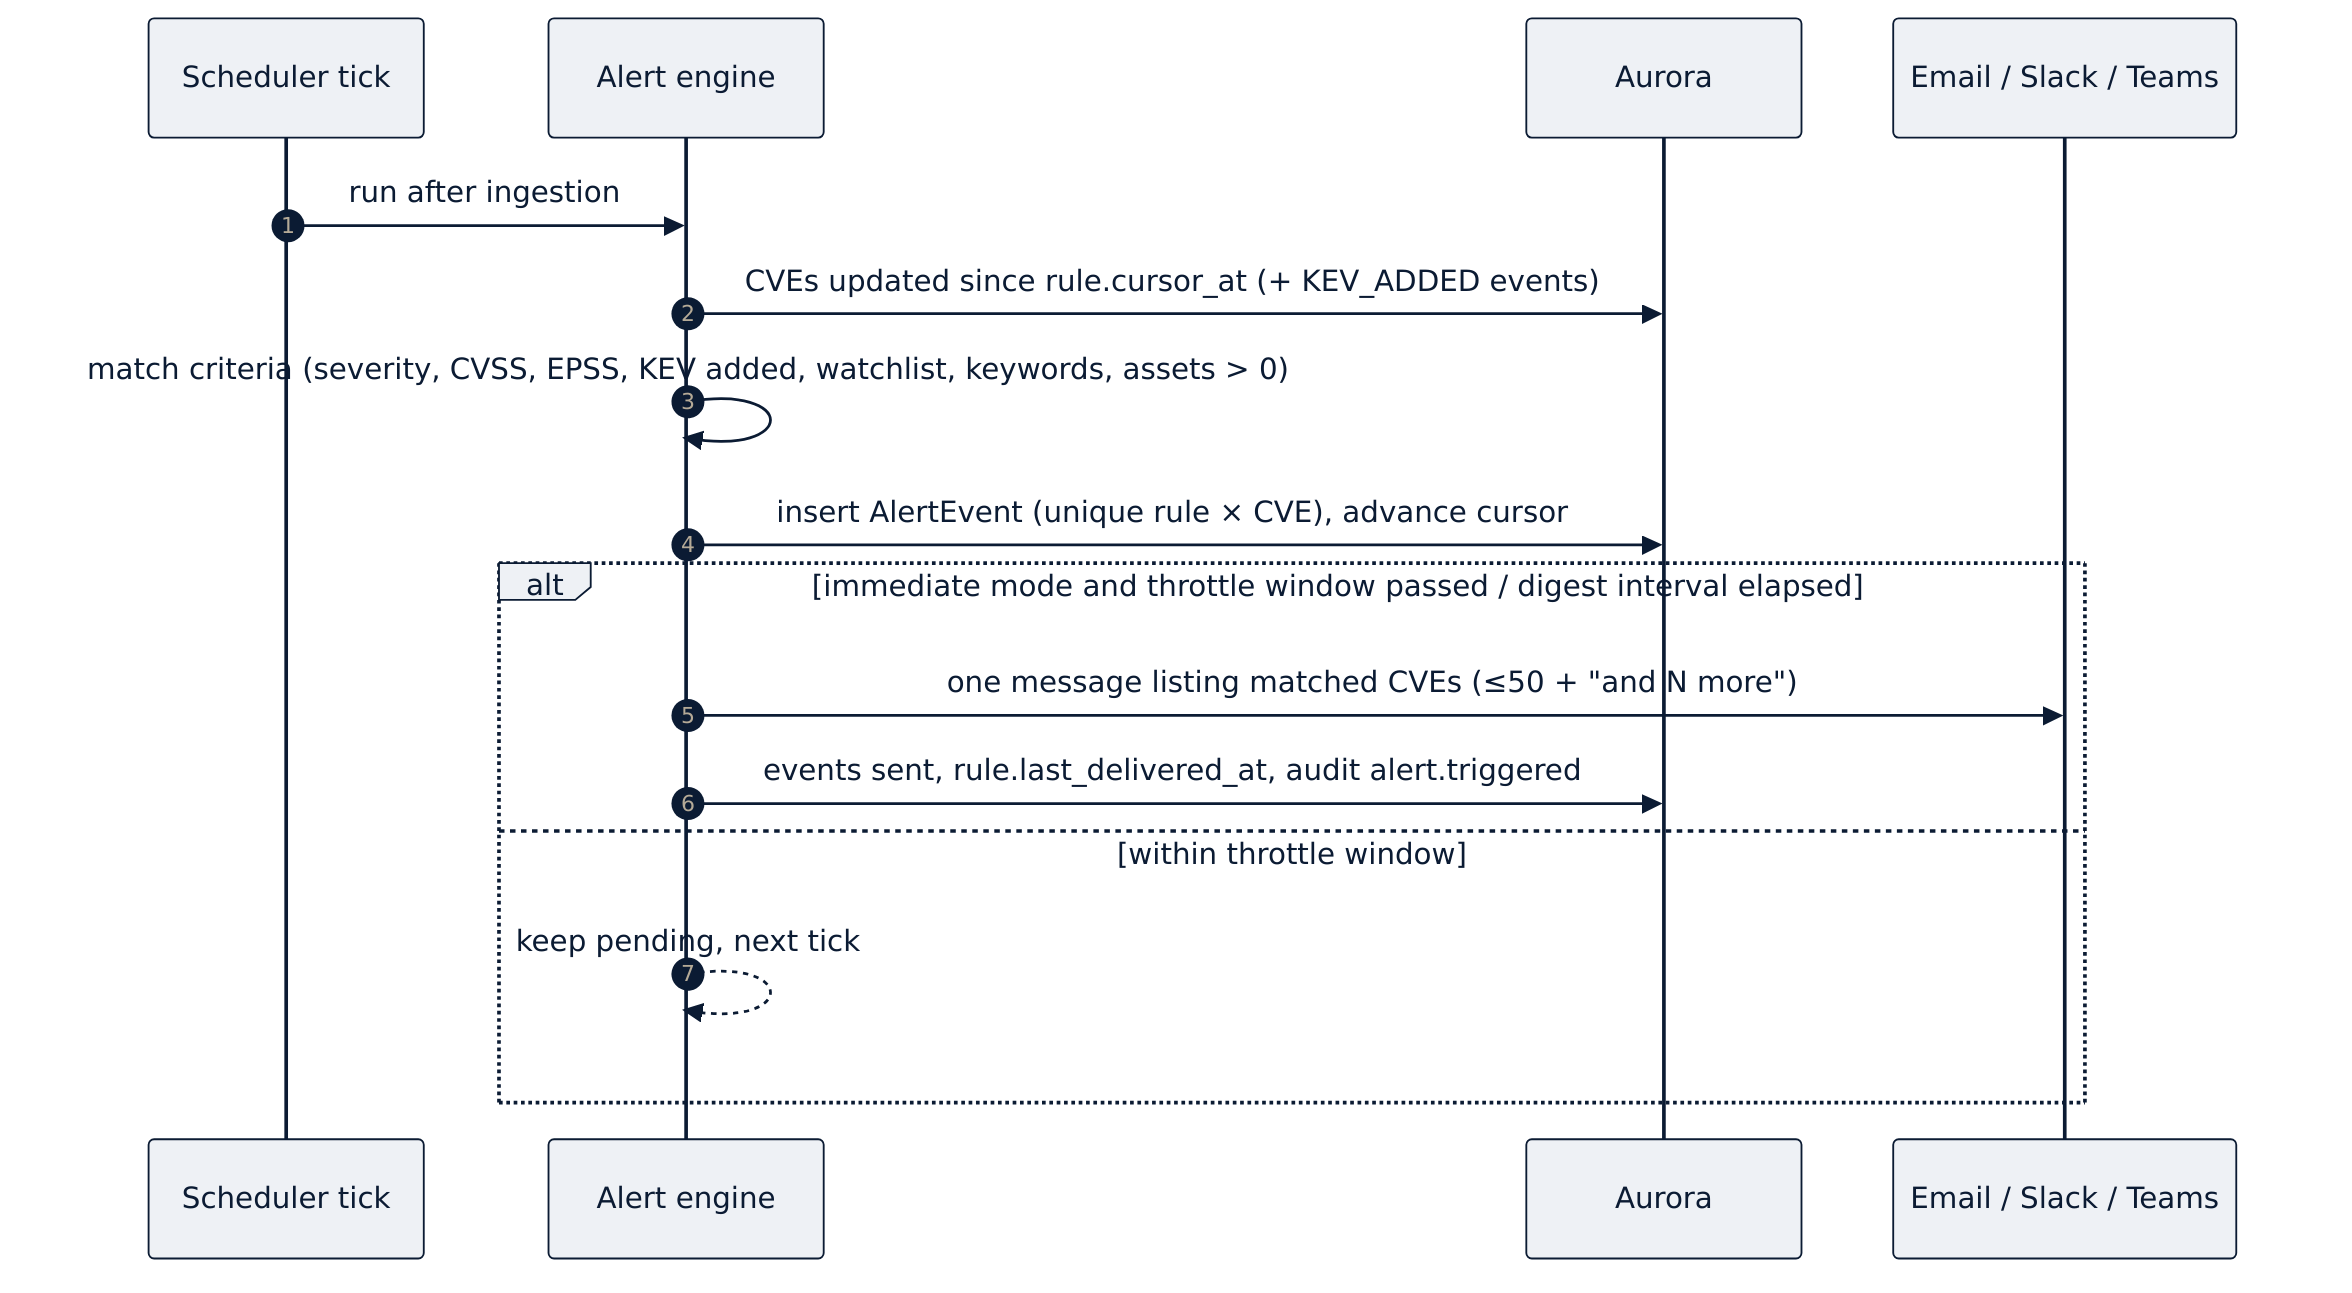 Scheduler tick
Alert engine
Aurora
Email / Slack / Teams
run after ingestion
1
CVEs updated since rule.cursor_at (+ KEV_ADDED events)
2
match criteria (severity, CVSS, EPSS, KEV added, watchlist, keywords, assets > 0)
3
insert AlertEvent (unique rule × CVE), advance cursor
4
alt
[immediate mode and throttle window passed / digest interval elapsed]
one message listing matched CVEs (≤50 + "and N more")
5
events sent, rule.last_delivered_at, audit alert.triggered
6
[within throttle window]
keep pending, next tick
7
Scheduler tick
Alert engine
Aurora
Email / Slack / Teams